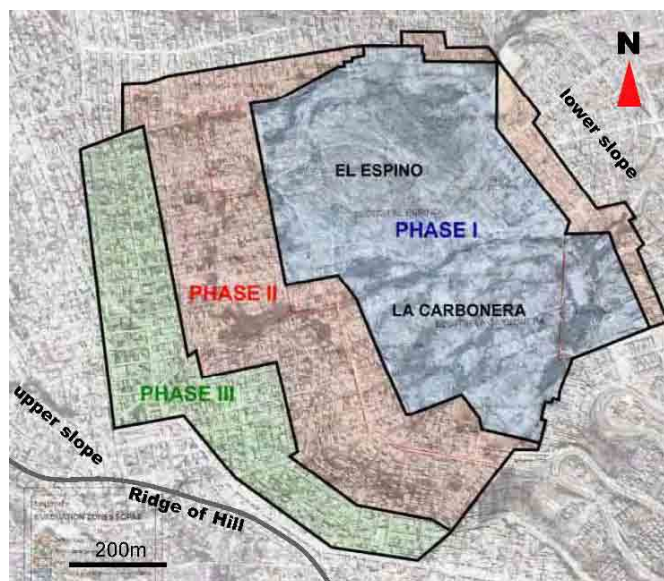 N
lower slope
EL ESPINO
PHASE I
PHASE II
LA CARBONERA
PHASE III
upper slope
Ridge of Hill
200m